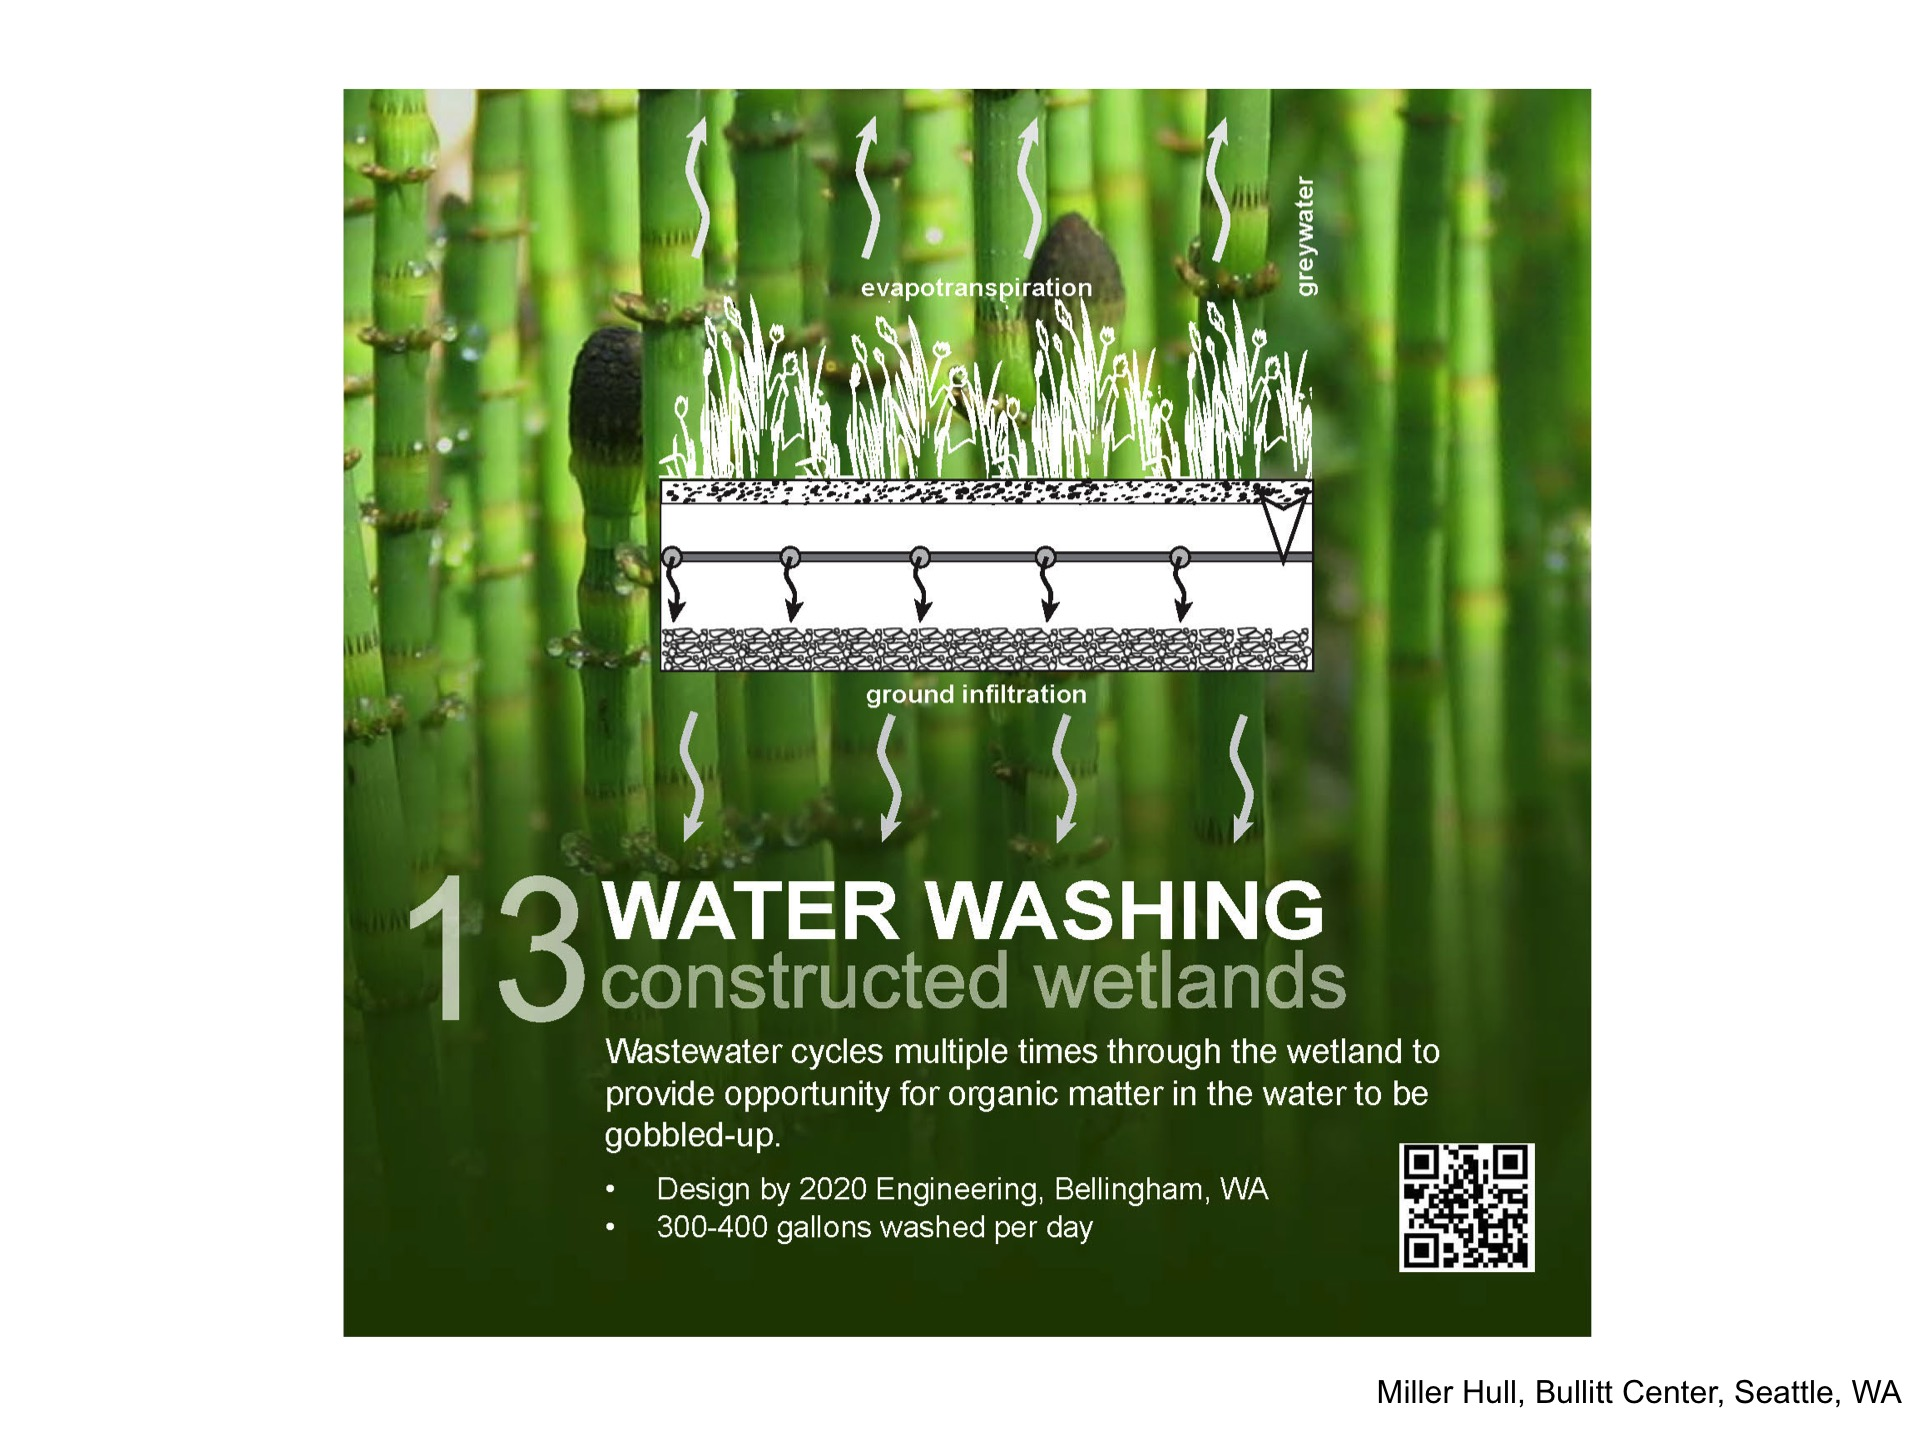 greywater
evapotranspiration
ground infiltration
13 WATER WASHING
constructed wetlands
Wastewater cycles multiple times through the wetland to
provide opportunity for organic matter in the water to be
gobbled-up.
• Design by 2020 Engineering, Bellingham, WA
• 300-400 gallons washed per day
Miller Hull, Bullitt Center, Seattle, WA